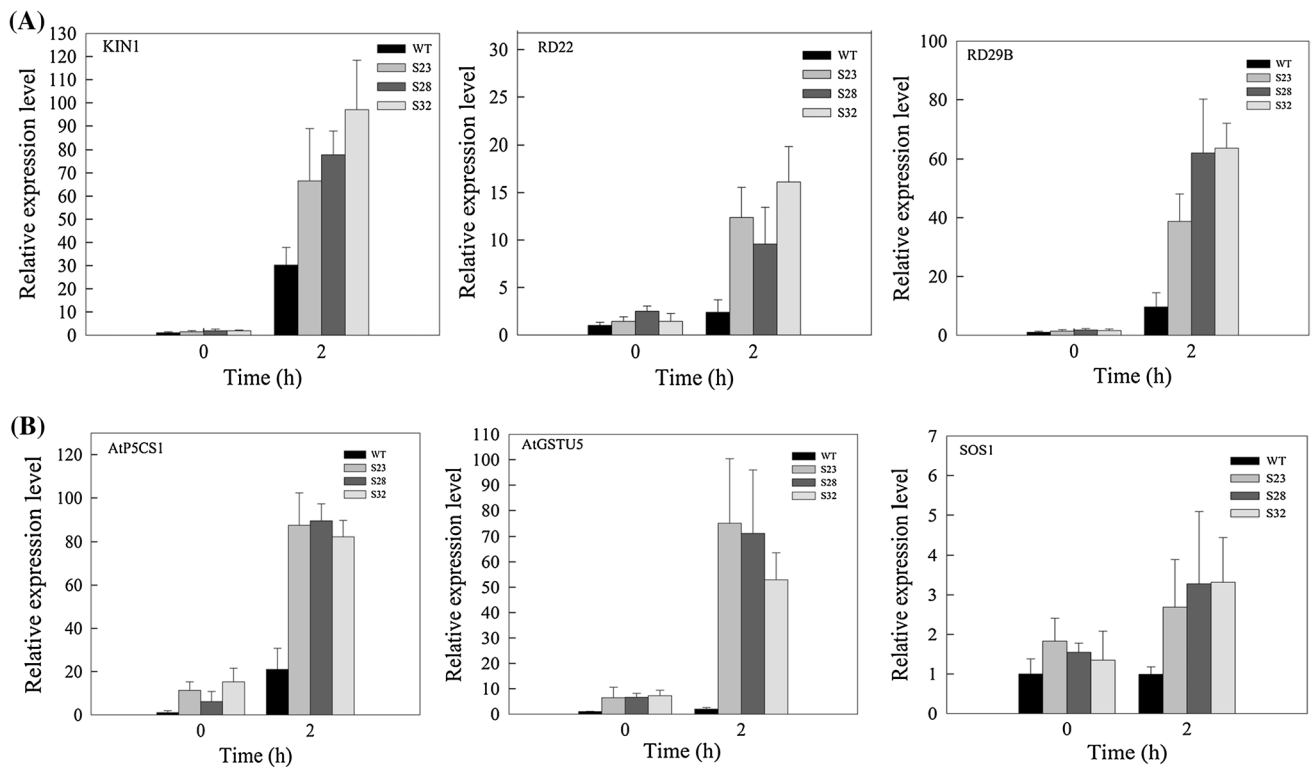 (A)
KIN1
Relative expression level
130
120
110
100
90
80
70
60
50
40
30
20
10
0
WT
S23
S28
S32
0 2
Time (h)
RD22
Relative expression level
30
25
20
15
10
5
0
WT
S23
S28
S32
0 2
Time (h)
RD29B
Relative expression level
100
80
60
40
20
0
WT
S23
S28
S32
0 2
Time (h)
(B)
AtP5CS1
Relative expression level
120
100
80
60
40
20
0
WT
S23
S28
S32
0 2
Time (h)
AtGSTU5
Relative expression level
110
100
90
80
70
60
50
40
30
20
10
0
WT
S23
S28
S32
0 2
Time (h)
SOS1
Relative expression level
7
6
5
4
3
2
1
0
WT
S23
S28
S32
0 2
Time (h)